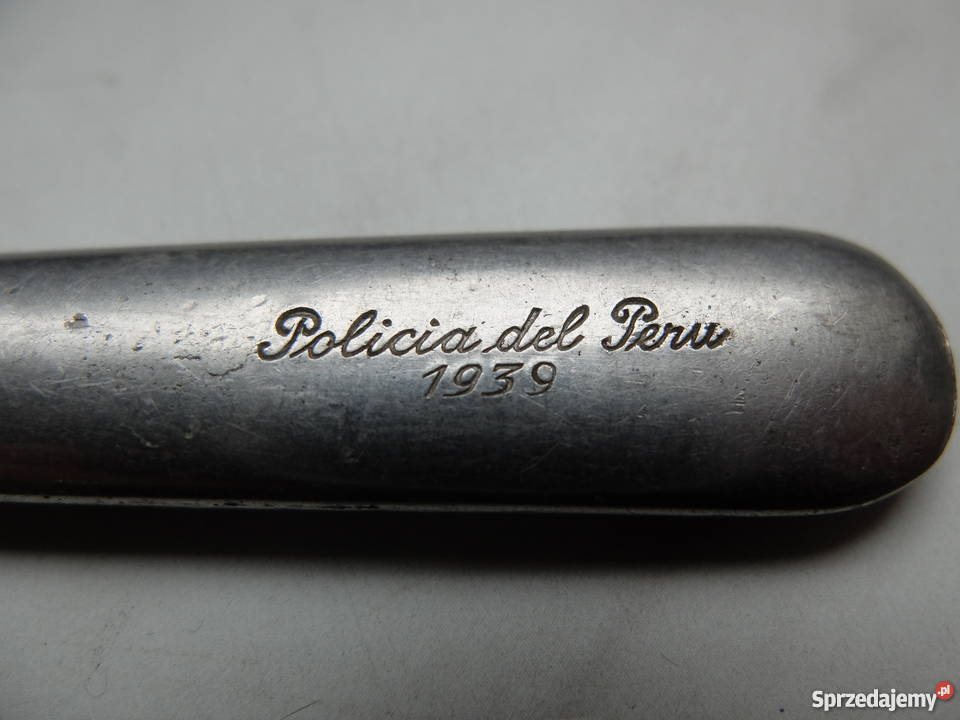 Policia del Peru
1939
Sprzedajemy.pl